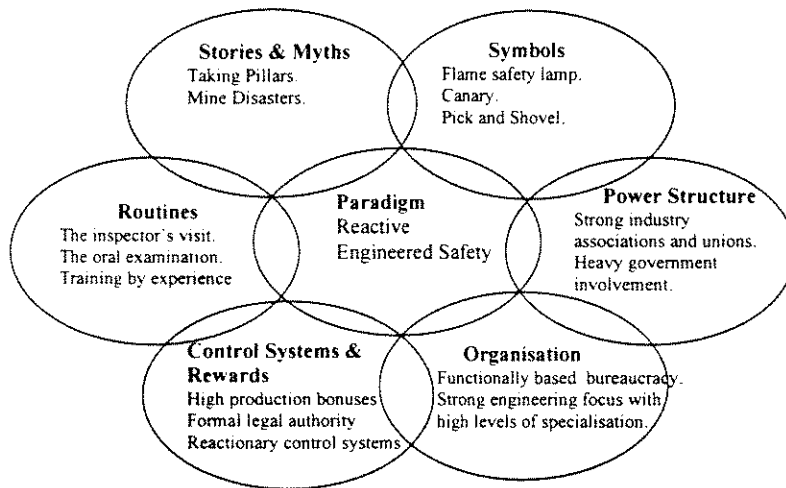 Stories & Myths
Taking Pillars.
Mine Disasters.
Symbols
Flame safety lamp.
Canary.
Pick and Shovel.
Routines
The inspector's visit.
The oral examination.
Training by experience
Paradigm
Reactive
Engineered Safety
Power Structure
Strong industry
associations and unions.
Heavy government
involvement.
Control Systems &
Rewards
High production bonuses
Formal legal authority
Reactionary control systems
Organisation
Functionally based bureaucracy.
Strong engineering focus with
high levels of specialisation.